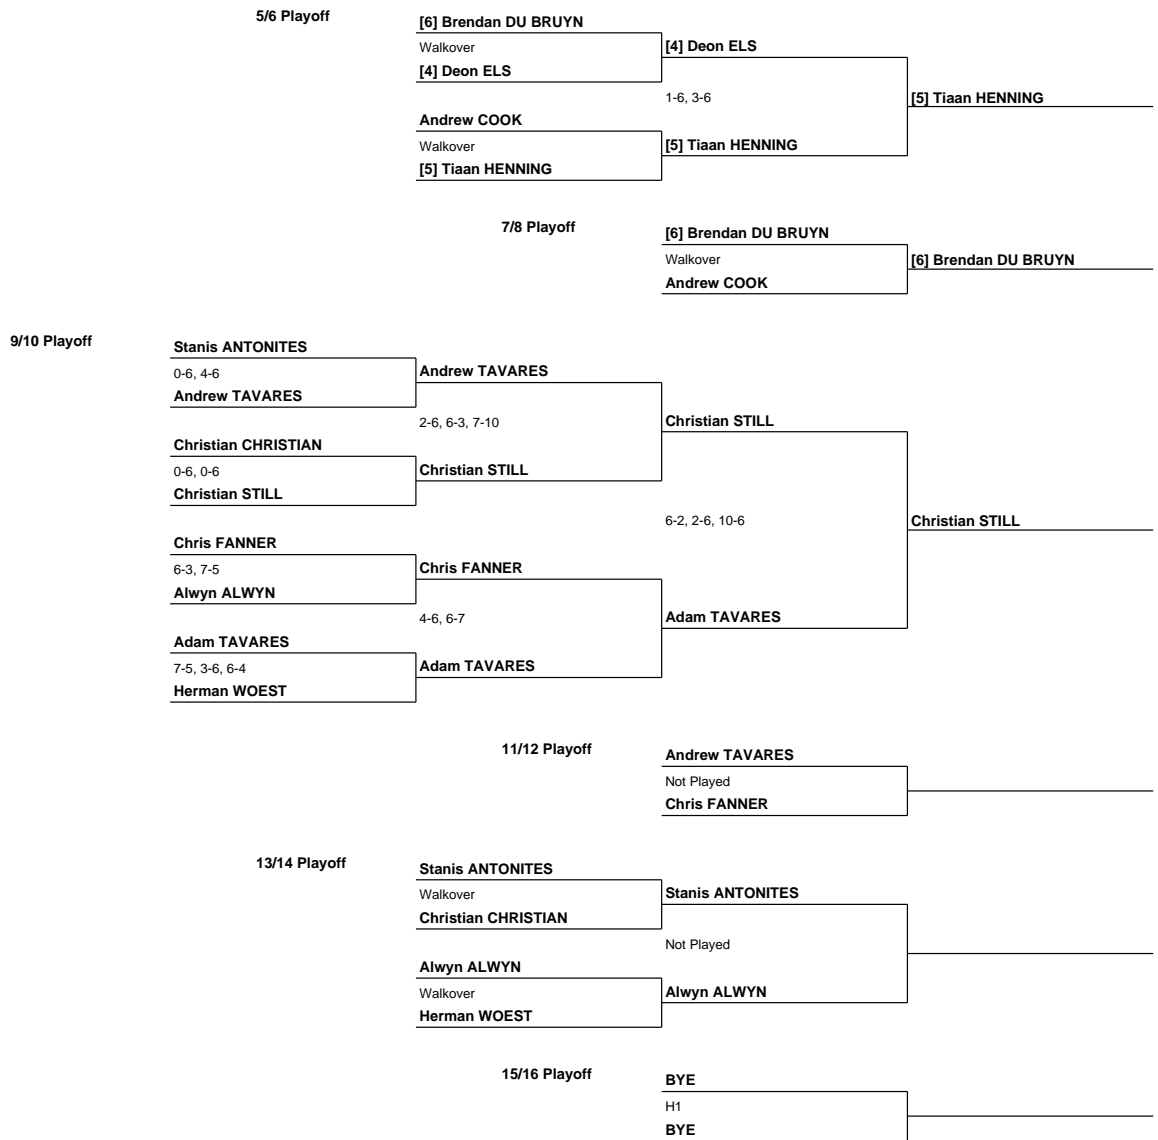 5/6 Playoff
[6] Brendan DU BRUYN
Walkover
[4] Deon ELS
[4] Deon ELS
1-6, 3-6
[5] Tiaan HENNING
Andrew COOK
Walkover
[5] Tiaan HENNING
[5] Tiaan HENNING
7/8 Playoff
[6] Brendan DU BRUYN
Walkover
[6] Brendan DU BRUYN
Andrew COOK
9/10 Playoff
Stanis ANTONITES
0-6, 4-6
Andrew TAVARES
Andrew TAVARES
2-6, 6-3, 7-10
Christian STILL
Christian CHRISTIAN
0-6, 0-6
Christian STILL
Christian STILL
6-2, 2-6, 10-6
Christian STILL
Chris FANNER
6-3, 7-5
Chris FANNER
Alwyn ALWYN
4-6, 6-7
Adam TAVARES
Adam TAVARES
7-5, 3-6, 6-4
Adam TAVARES
Herman WOEST
11/12 Playoff
Andrew TAVARES
Not Played
Chris FANNER
13/14 Playoff
Stanis ANTONITES
Walkover
Stanis ANTONITES
Christian CHRISTIAN
Not Played
Alwyn ALWYN
Walkover
Alwyn ALWYN
Herman WOEST
15/16 Playoff
BYE
H1
BYE